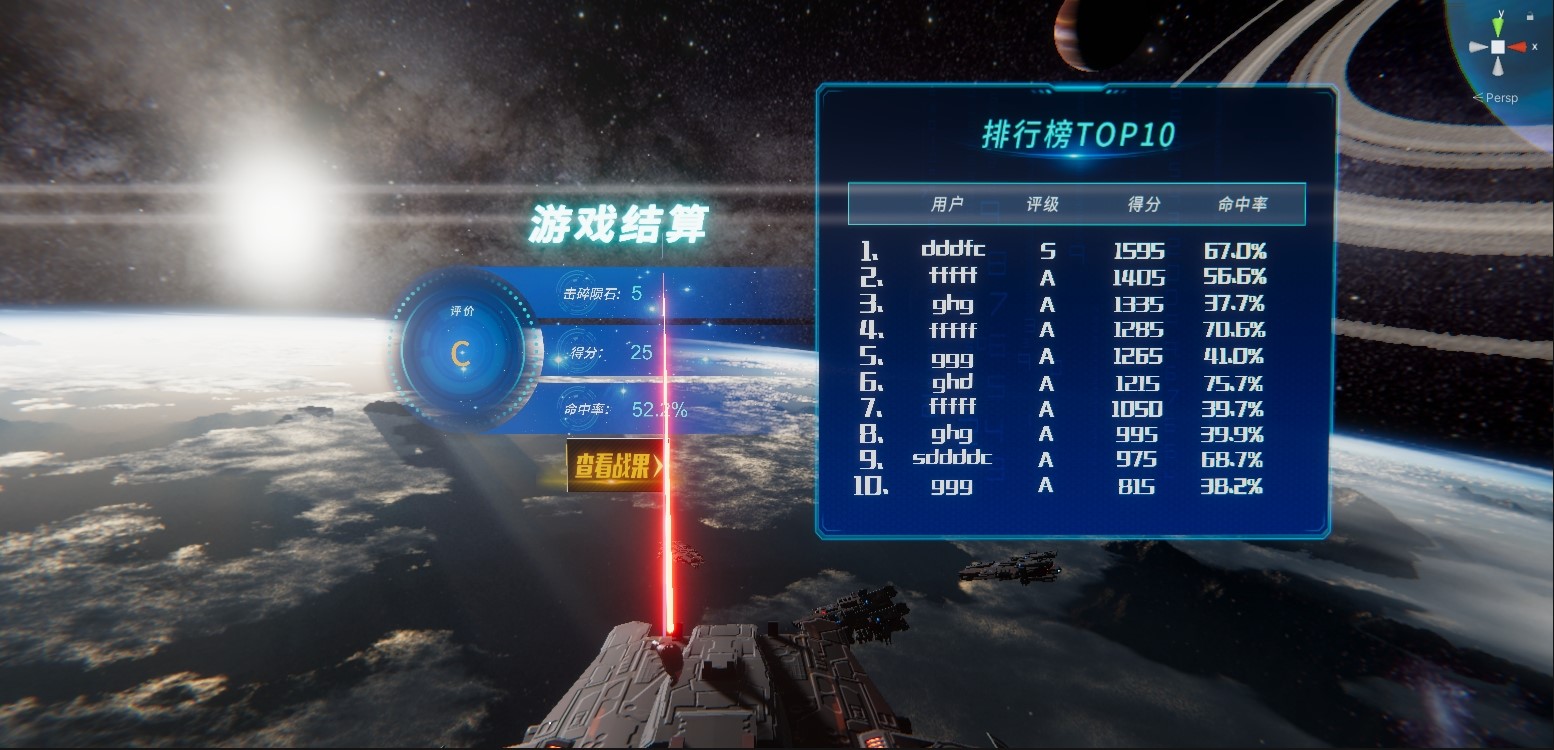 y
x
Persp
游戏结算
评价
C
击碎陨石: 5
得分: 25
命中率: 52.2%
查看战果
排行榜TOP10
用户 评级 得分 命中率
1. dddfc S 1595 67.0%
2. fffff A 1405 56.6%
3. ghg A 1335 37.7%
4. fffff A 1285 70.6%
5. ggg A 1265 41.0%
6. ghd A 1215 75.7%
7. fffff A 1050 39.7%
8. ghg A 995 39.9%
9. sddddc A 975 68.7%
10. ggg A 815 38.2%